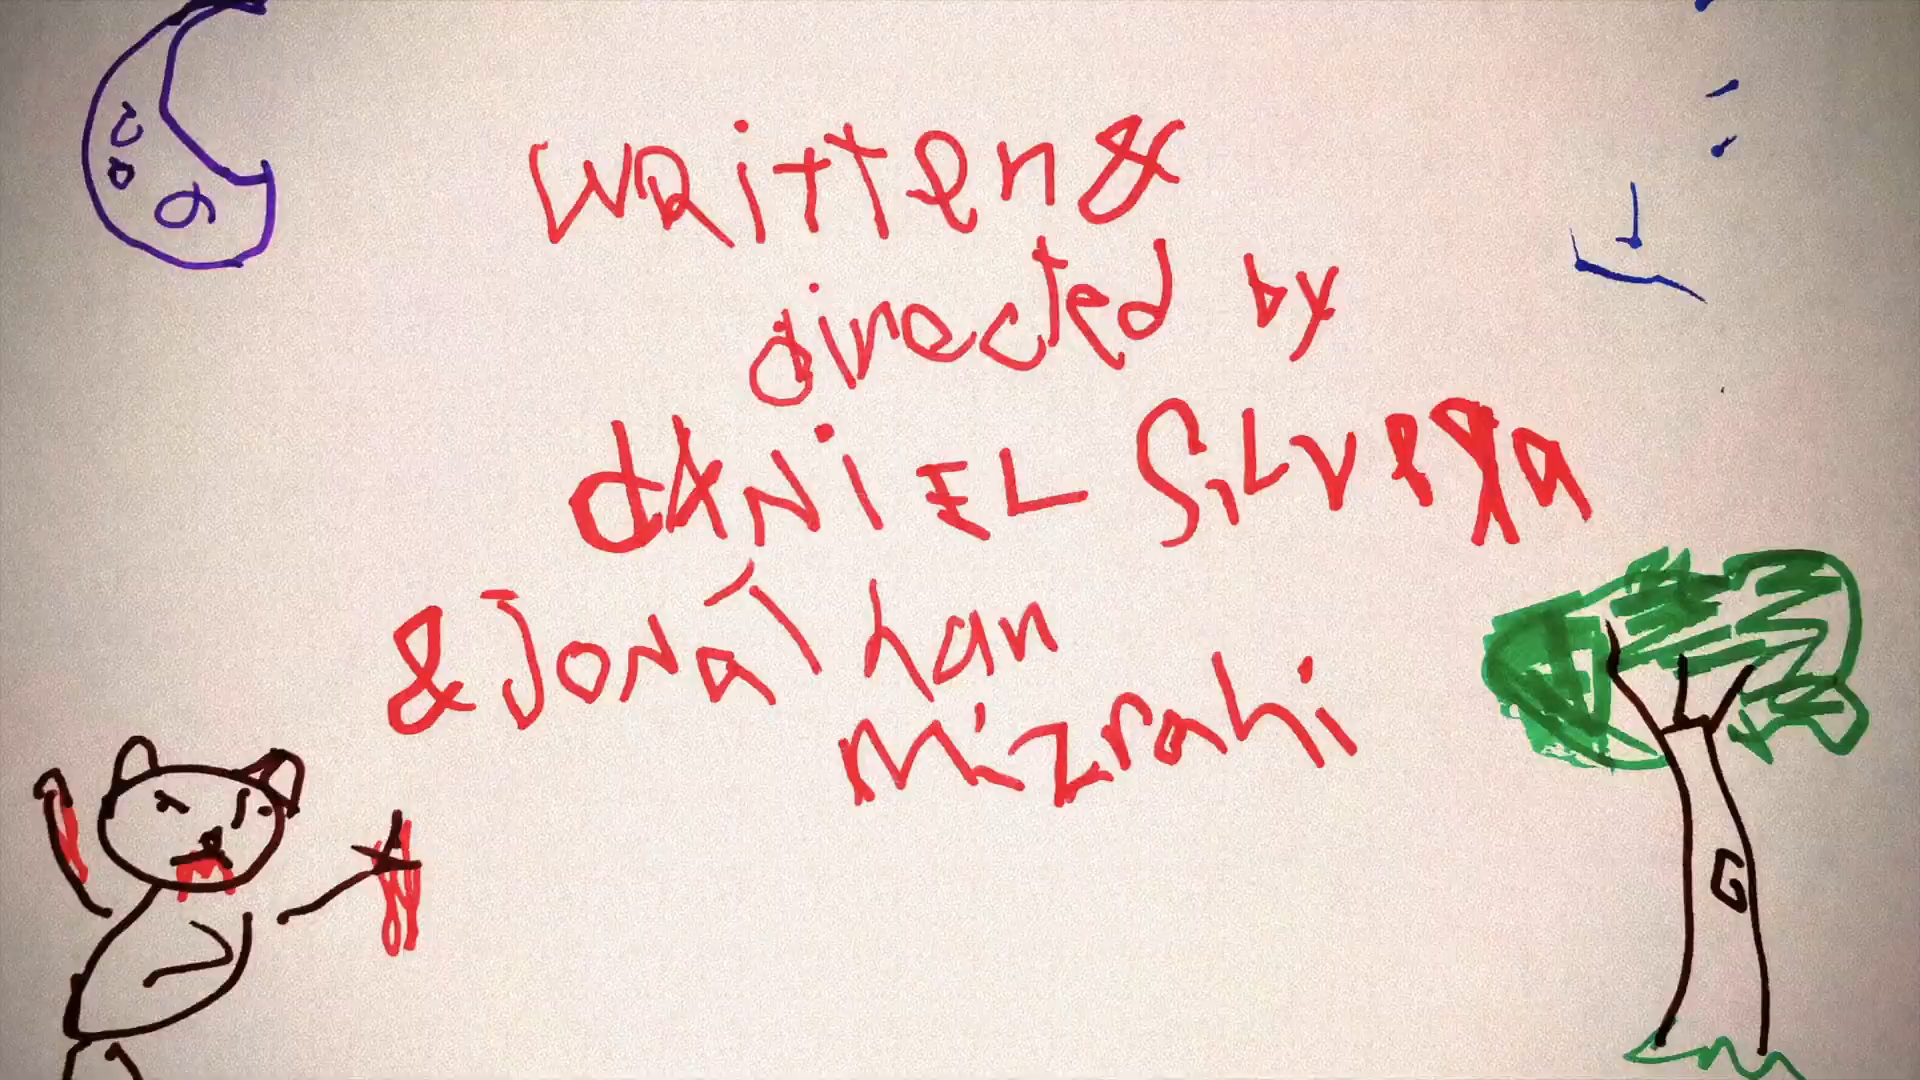 WRitten &
directed by
dANiEL SiLVeRa
& Jonathan
Mizrahi
G